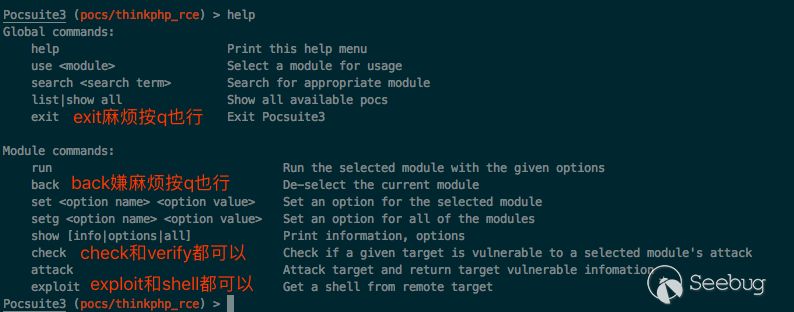 Pocsuite3 (pocs/thinkphp_rce) > help
Global commands:
help Print this help menu
use <module> Select a module for usage
search <search term> Search for appropriate module
list|show all Show all available pocs
exit exit麻烦按q也行 Exit Pocsuite3
Module commands:
run Run the selected module with the given options
back back嫌麻烦按q也行 De-select the current module
set <option name> <option value> Set an option for the selected module
setg <option name> <option value> Set an option for all of the modules
show [info|options|all] Print information, options
check check和verify都可以 Check if a given target is vulnerable to a selected module's attack
attack Attack target and return target vulnerable infomation
exploit exploit和shell都可以 Get a shell from remote target
Pocsuite3 (pocs/thinkphp_rce) >
Seebug